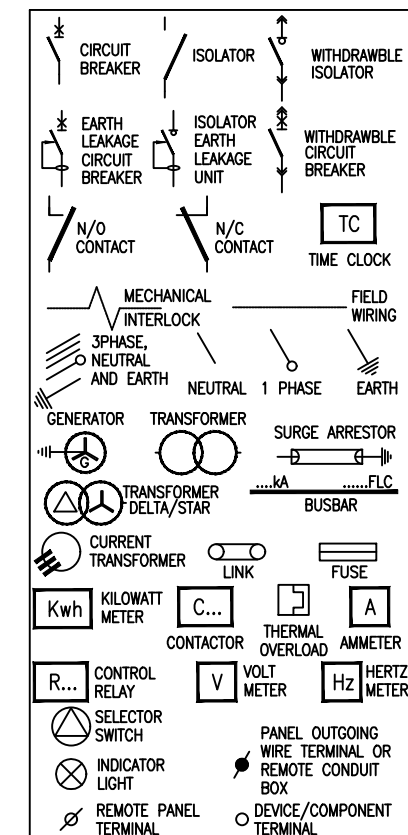 CIRCUIT
BREAKER
ISOLATOR
WITHDRAWBLE
ISOLATOR
EARTH
LEAKAGE
CIRCUIT
BREAKER
ISOLATOR
EARTH
LEAKAGE
UNIT
WITHDRAWBLE
CIRCUIT
BREAKER
N/O
CONTACT
N/C
CONTACT
TC
TIME CLOCK
MECHANICAL
INTERLOCK
FIELD
WIRING
3PHASE,
NEUTRAL
AND EARTH
NEUTRAL
1 PHASE
EARTH
GENERATOR
G
TRANSFORMER
SURGE ARRESTOR
TRANSFORMER
DELTA/STAR
....kA ......FLC
BUSBAR
CURRENT
TRANSFORMER
LINK
FUSE
Kwh
KILOWATT
METER
C...
CONTACTOR
THERMAL
OVERLOAD
A
AMMETER
R...
CONTROL
RELAY
V
VOLT
METER
Hz
HERTZ
METER
SELECTOR
SWITCH
INDICATOR
LIGHT
PANEL OUTGOING
WIRE TERMINAL OR
REMOTE CONDUIT
BOX
REMOTE PANEL
TERMINAL
DEVICE/COMPONENT
TERMINAL